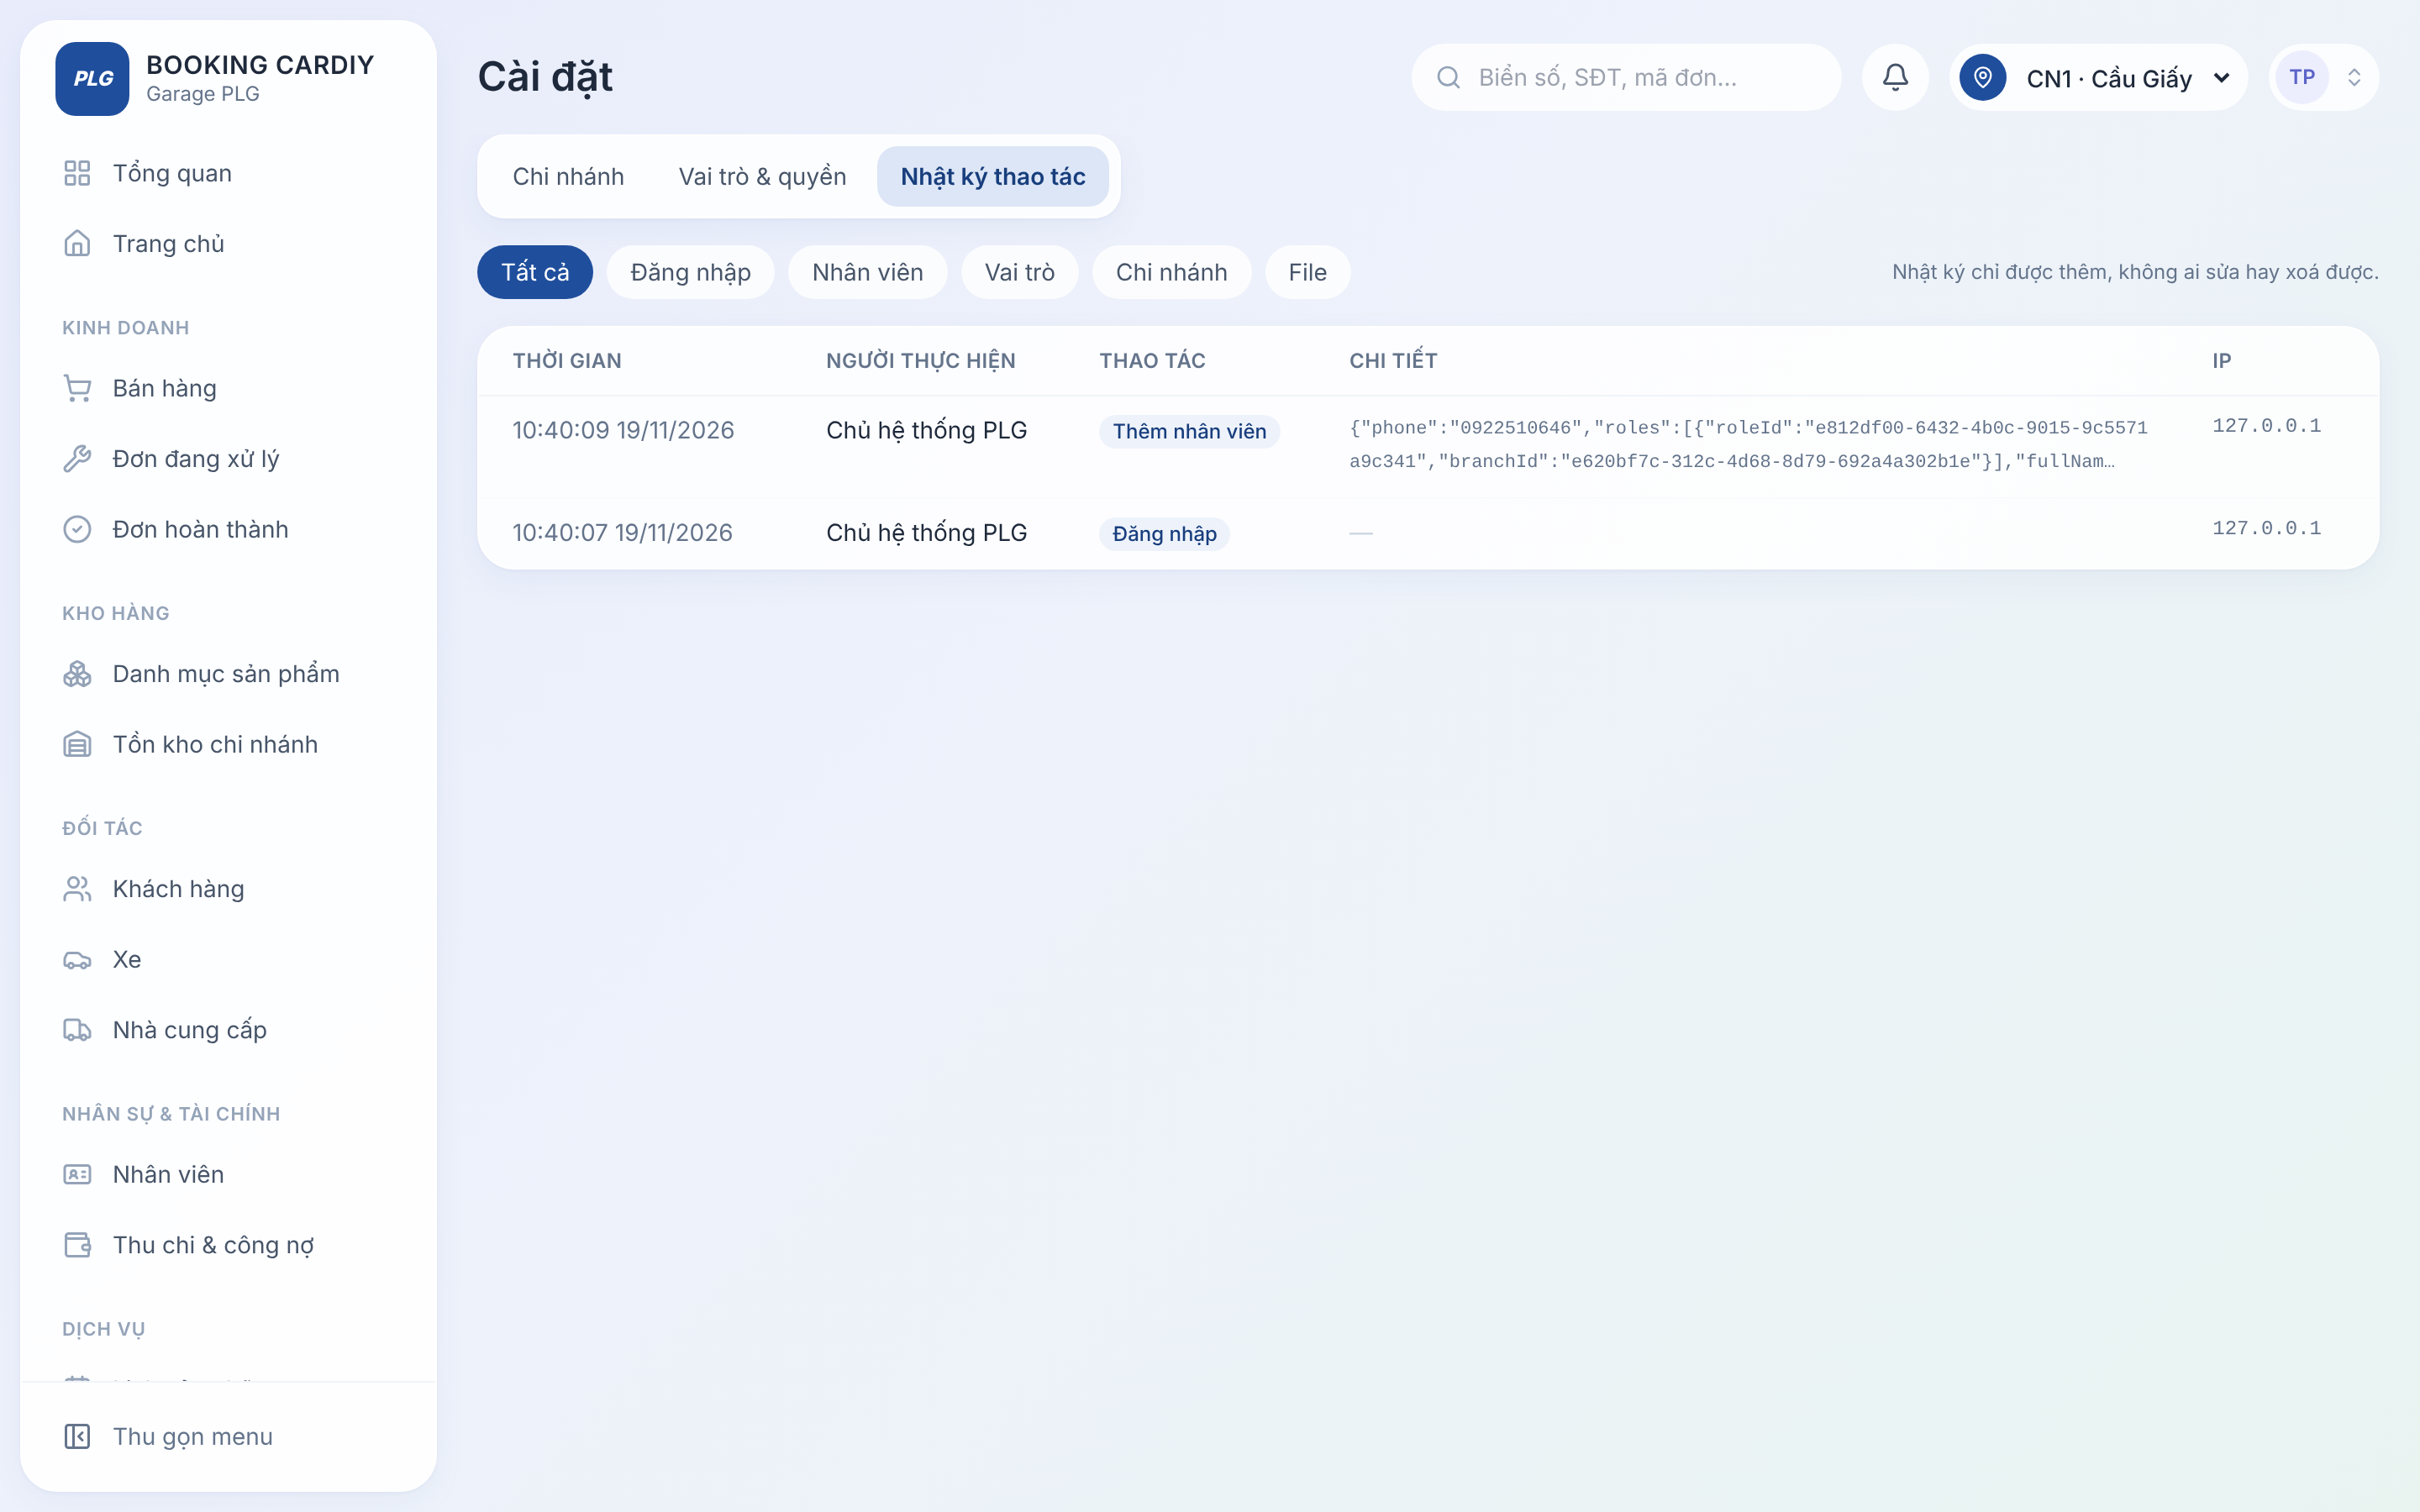 PLG
BOOKING CARDIY
Garage PLG
Tổng quan
Trang chủ
KINH DOANH
Bán hàng
Đơn đang xử lý
Đơn hoàn thành
KHO HÀNG
Danh mục sản phẩm
Tồn kho chi nhánh
ĐỐI TÁC
Khách hàng
Xe
Nhà cung cấp
NHÂN SỰ & TÀI CHÍNH
Nhân viên
Thu chi & công nợ
DỊCH VỤ
Thu gọn menu
Cài đặt
Biển số, SĐT, mã đơn...
CN1 · Cầu Giấy
TP
Chi nhánh
Vai trò & quyền
Nhật ký thao tác
Tất cả
Đăng nhập
Nhân viên
Vai trò
Chi nhánh
File
Nhật ký chỉ được thêm, không ai sửa hay xoá được.
THỜI GIAN NGƯỜI THỰC HIỆN THAO TÁC CHI TIẾT IP
10:40:09 19/11/2026 Chủ hệ thống PLG Thêm nhân viên {"phone":"0922510646","roles":[{"roleId":"e812df00-6432-4b0c-9015-9c5571 127.0.0.1
a9c341","branchId":"e620bf7c-312c-4d68-8d79-692a4a302b1e"}],"fullNam…
10:40:07 19/11/2026 Chủ hệ thống PLG Đăng nhập — 127.0.0.1